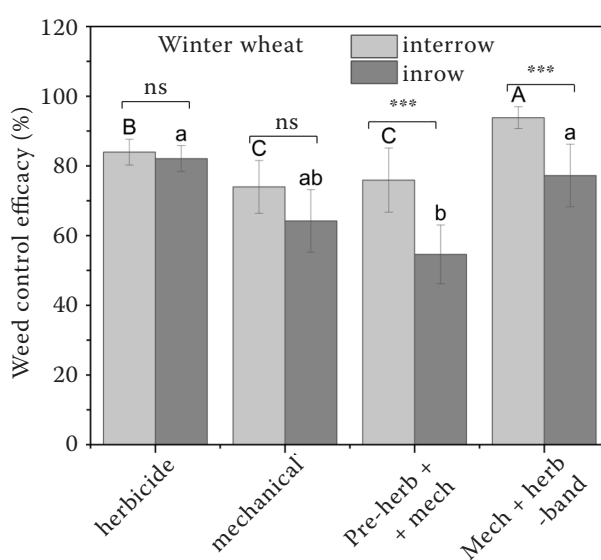 120
100
80
60
40
20
0
Weed control efficacy (%)
Winter wheat
interrow
inrow
ns
B
a
ns
C
ab
***
C
b
***
A
a
herbicide
mechanical
Pre-herb +
+ mech
Mech + herb
-band